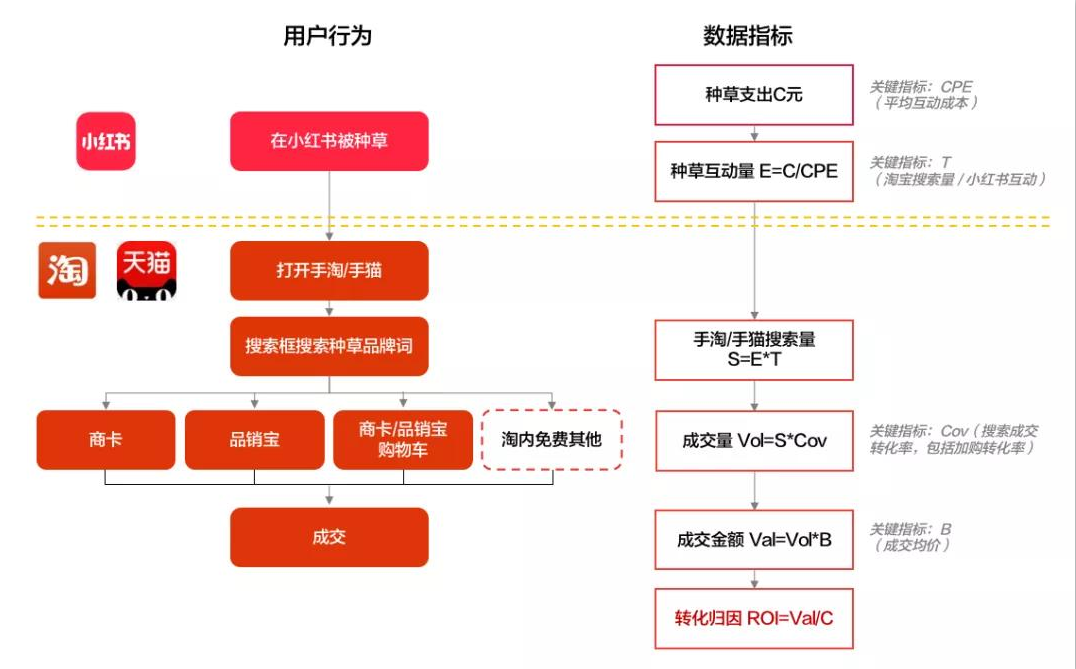 用户行为
数据指标
种草支出C元
关键指标：CPE
（平均互动成本）
小红书
在小红书被种草
种草互动量 E=C/CPE
关键指标：T
（淘宝搜索量 / 小红书互动）
淘
天猫
打开手淘/手猫
搜索框搜索种草品牌词
手淘/手猫搜索量
S=E*T
商卡
品销宝
商卡/品销宝
购物车
淘内免费其他
成交量 Vol=S*Cov
关键指标：Cov（搜索成交
转化率，包括加购转化率）
成交
成交金额 Val=Vol*B
关键指标：B
（成交均价）
转化归因 ROI=Val/C